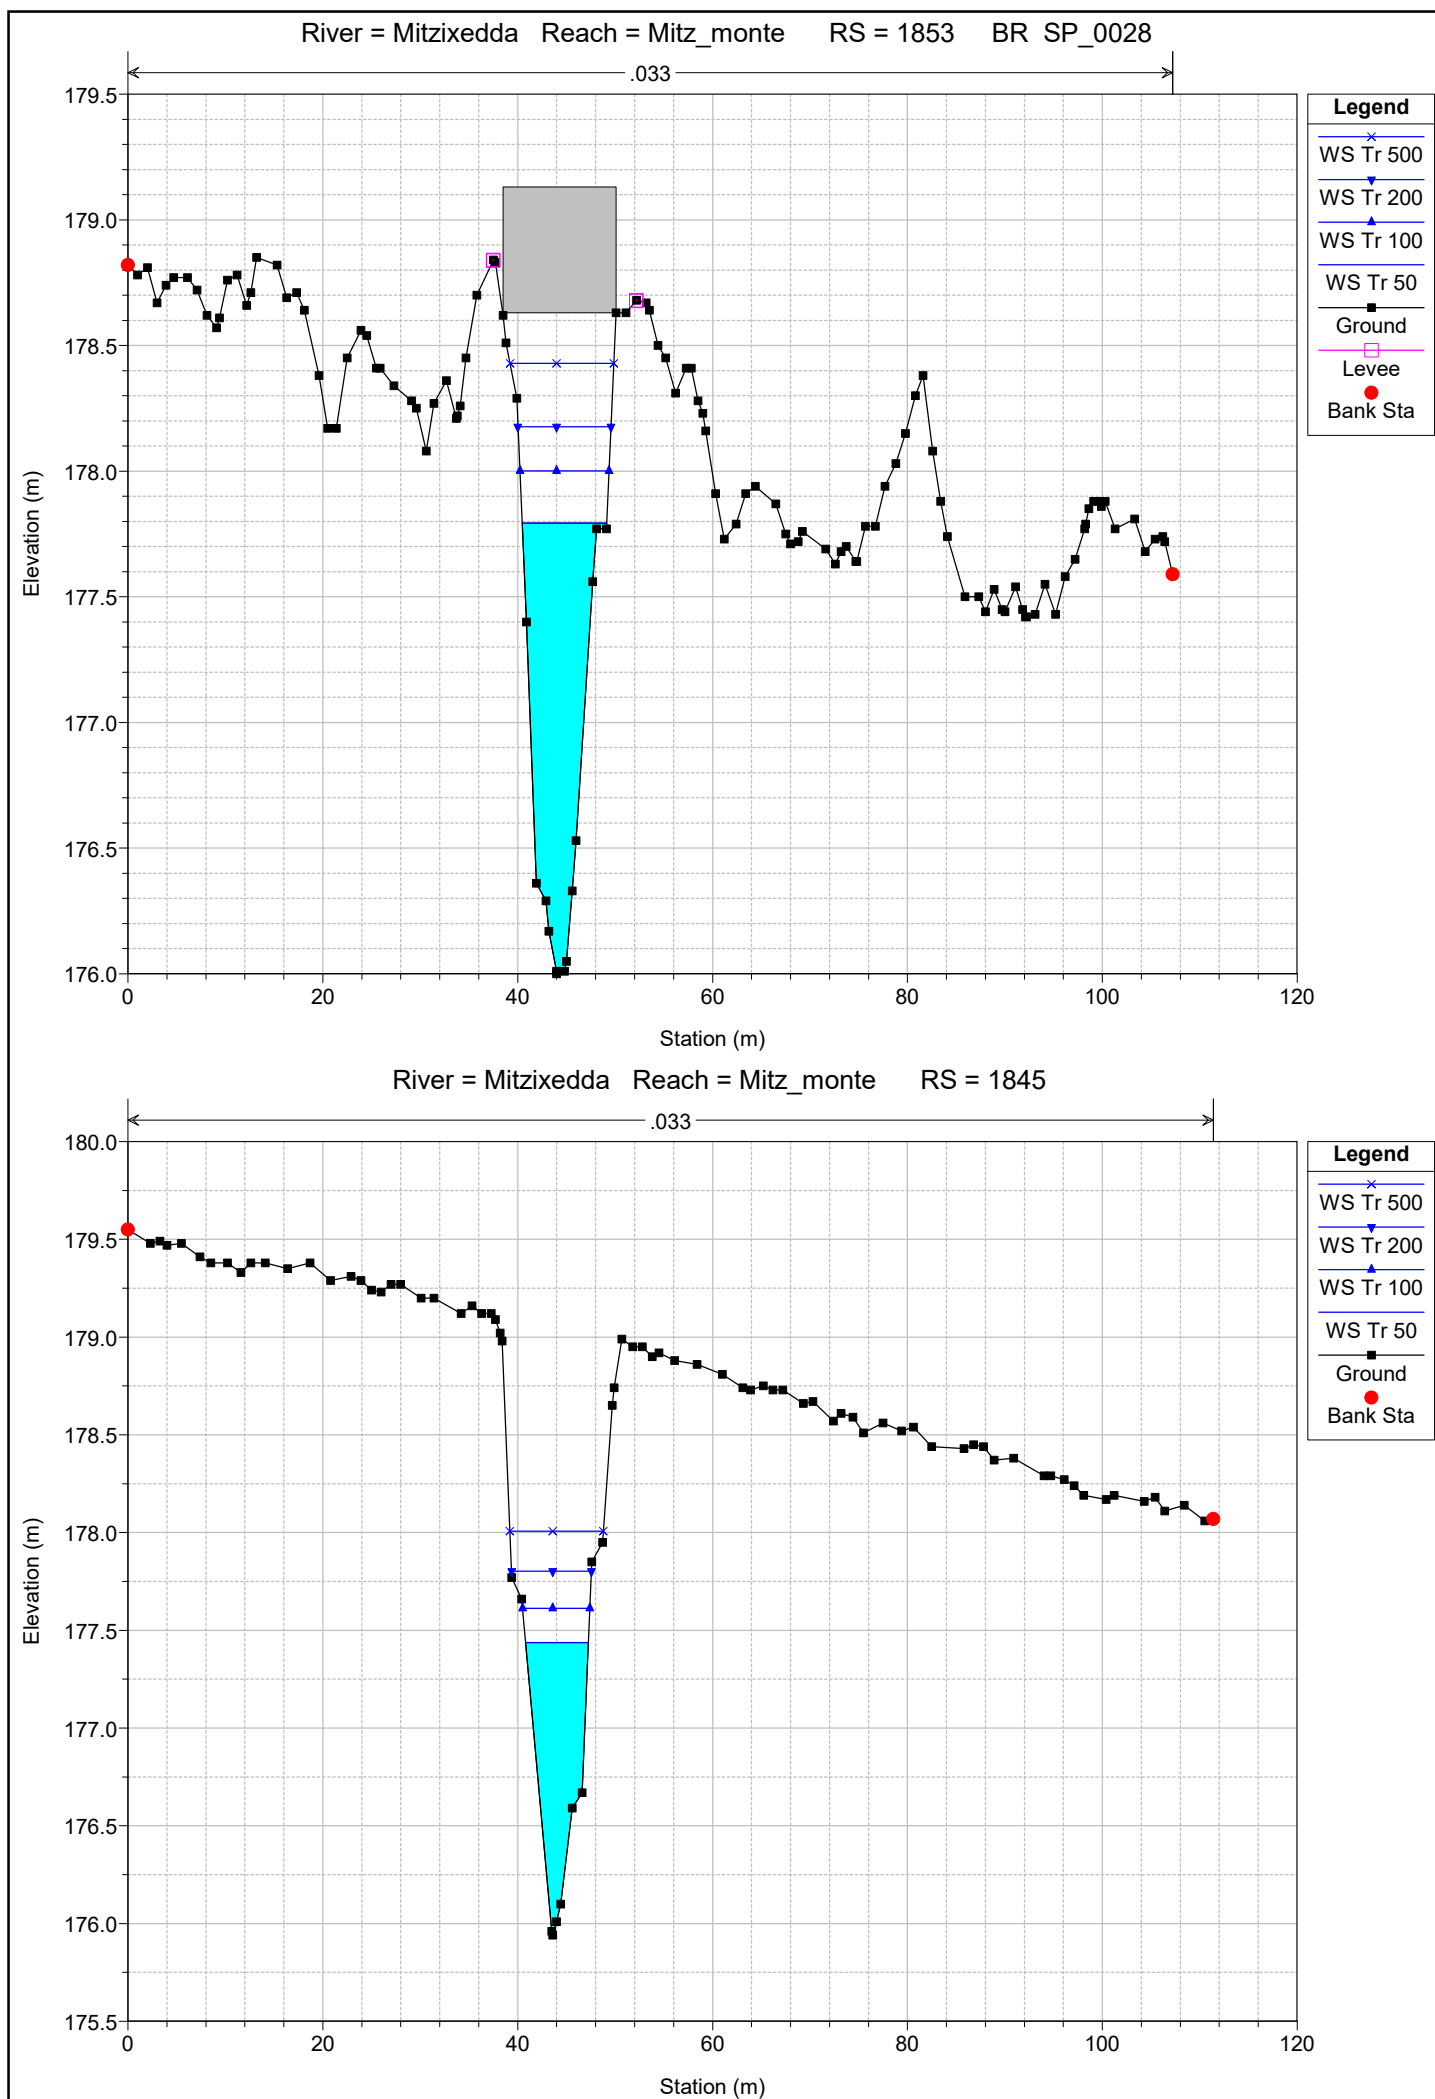 River = Mitzixedda   Reach = Mitz_monte      RS = 1853     BR  SP_0028
.033
179.5
179.0
178.5
178.0
177.5
177.0
176.5
176.0
Elevation (m)
0 20 40 60 80 100 120
Station (m)
Legend
WS Tr 500
WS Tr 200
WS Tr 100
WS Tr 50
Ground
Levee
Bank Sta
River = Mitzixedda   Reach = Mitz_monte      RS = 1845
.033
180.0
179.5
179.0
178.5
178.0
177.5
177.0
176.5
176.0
175.5
Elevation (m)
0 20 40 60 80 100 120
Station (m)
Legend
WS Tr 500
WS Tr 200
WS Tr 100
WS Tr 50
Ground
Bank Sta